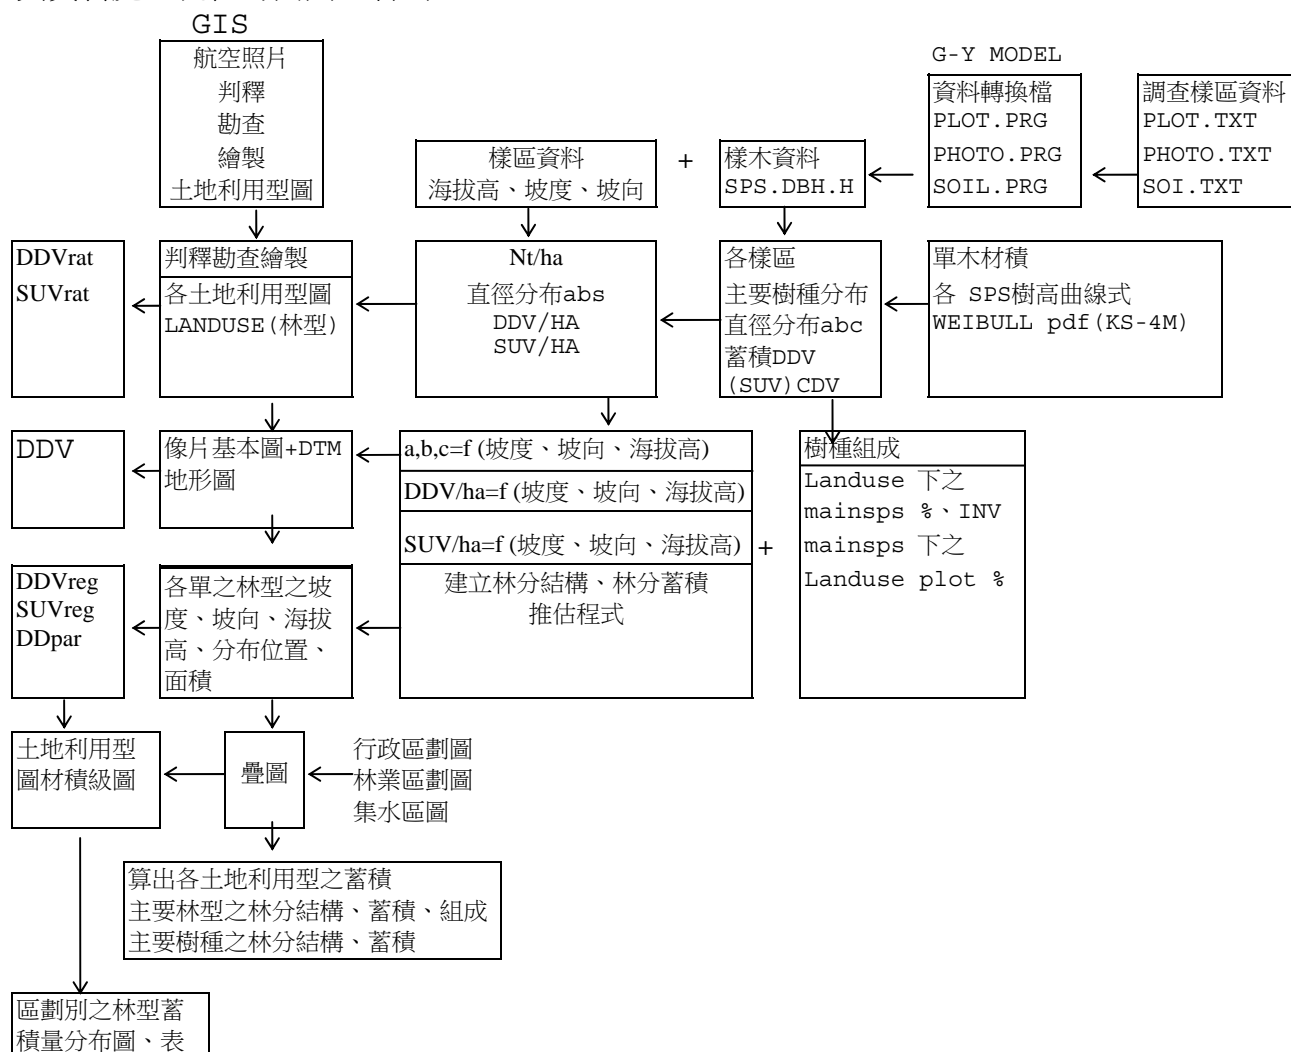 GIS
航空照片
判釋
勘查
繪製
土地利用型圖
樣區資料
海拔高、坡度、坡向
+
樣木資料
SPS.DBH.H
G-Y MODEL
資料轉換檔
PLOT.PRG
PHOTO.PRG
SOIL.PRG
調查樣區資料
PLOT.TXT
PHOTO.TXT
SOI.TXT
DDVrat
SUVrat
判釋勘查繪製
各土地利用型圖
LANDUSE(林型)
Nt/ha
直徑分布abs
DDV/HA
SUV/HA
各樣區
主要樹種分布
直徑分布abc
蓄積DDV
(SUV)CDV
單木材積
各 SPS樹高曲線式
WEIBULL pdf(KS-4M)
DDV
像片基本圖+DTM
地形圖
a,b,c=f (坡度、坡向、海拔高)
DDV/ha=f (坡度、坡向、海拔高)
SUV/ha=f (坡度、坡向、海拔高)
建立林分結構、林分蓄積
推估程式
+
樹種組成
Landuse 下之
mainsps %、INV
mainsps 下之
Landuse plot %
DDVreg
SUVreg
DDpar
各單之林型之坡
度、坡向、海拔
高、分布位置、
面積
土地利用型
圖材積級圖
疊圖
行政區劃圖
林業區劃圖
集水區圖
算出各土地利用型之蓄積
主要林型之林分結構、蓄積、組成
主要樹種之林分結構、蓄積
區劃別之林型蓄
積量分布圖、表